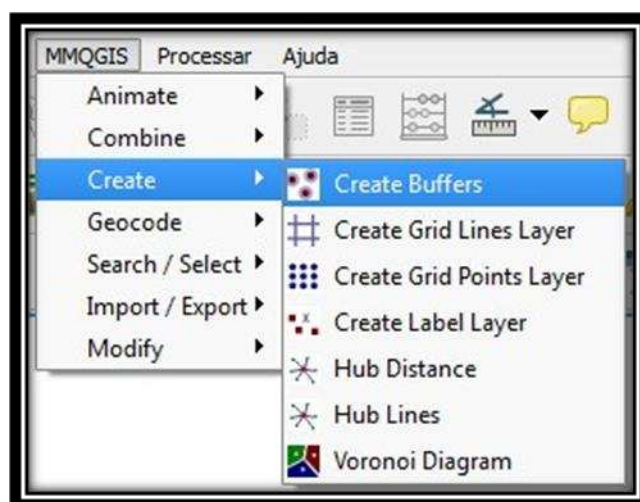 MMQGIS Processar Ajuda
Animate
Combine
Create
Geocode
Search / Select
Import / Export
Modify
Create Buffers
Create Grid Lines Layer
Create Grid Points Layer
Create Label Layer
Hub Distance
Hub Lines
Voronoi Diagram